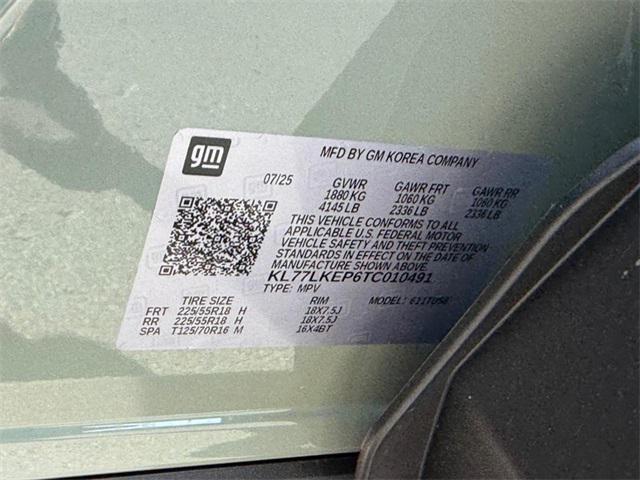 gm
MFD BY GM KOREA COMPANY
07/25 GVWR GAWR FRT GAWR RR
1880 KG 1060 KG 1060 KG
4145 LB 2336 LB 2336 LB
THIS VEHICLE CONFORMS TO ALL
APPLICABLE U.S. FEDERAL MOTOR
VEHICLE SAFETY AND THEFT PREVENTION
STANDARDS IN EFFECT ON THE DATE OF
MANUFACTURE SHOWN ABOVE.
KL77LKEP6TC010491
TYPE: MPV MODEL: 611TU58
TIRE SIZE RIM
FRT 225/55R18 H 18X7.5J
RR 225/55R18 H 18X7.5J
SPA T125/70R16 M 16X4BT